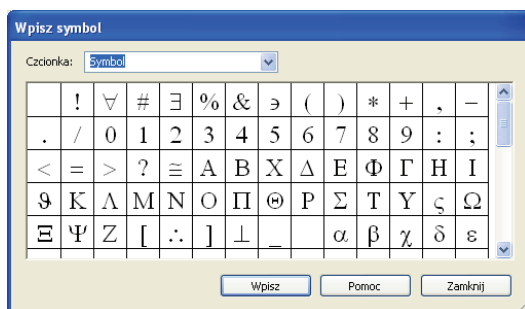 Wpisz symbol
Czcionka: Symbol
! ∀ # ∃ % & ϶ ( ) * + , −
. / 0 1 2 3 4 5 6 7 8 9 : ;
< = > ? ≅ Α Β Χ Δ Ε Φ Γ Η Ι
ϑ Κ Λ Μ Ν Ο Π Θ Ρ Σ Τ Υ ς Ω
Ξ Ψ Ζ [ ∴ ] ⊥ _ α β χ δ ε
Wpisz Pomoc Zamknij